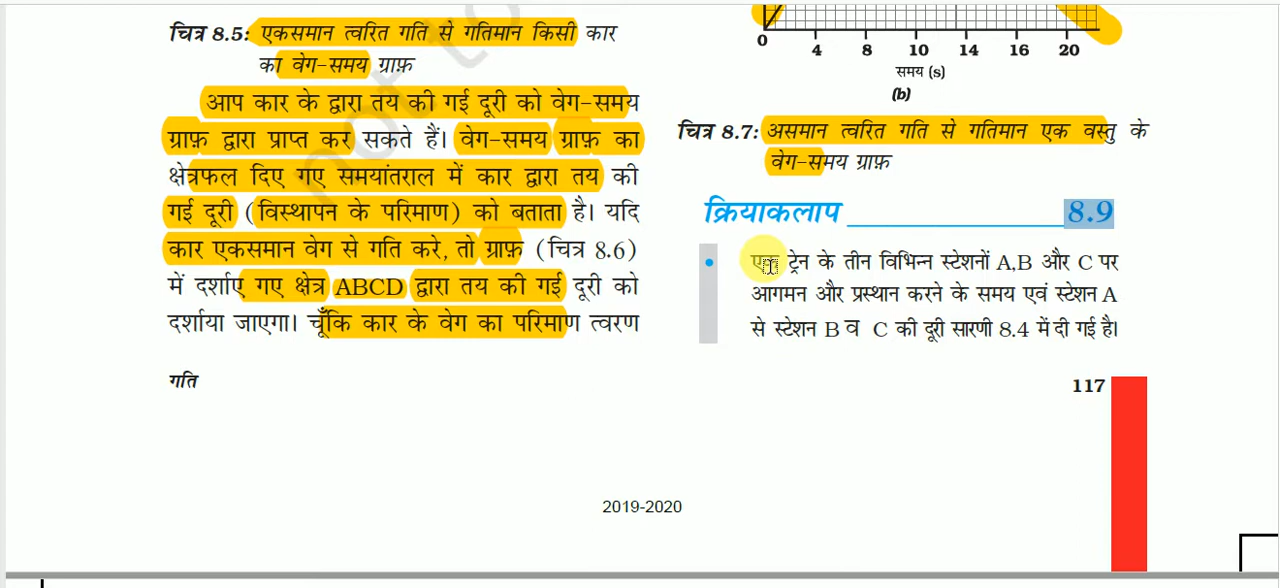 चित्र 8.5: एकसमान त्वरित गति से गतिमान किसी कार
का वेग-समय ग्राफ़
आप कार के द्वारा तय की गई दूरी को वेग-समय
ग्राफ़ द्वारा प्राप्त कर सकते हैं। वेग-समय ग्राफ़ का
क्षेत्रफल दिए गए समयांतराल में कार द्वारा तय की
गई दूरी (विस्थापन के परिमाण) को बताता है। यदि
कार एकसमान वेग से गति करे, तो ग्राफ़ (चित्र 8.6)
में दर्शाए गए क्षेत्र ABCD द्वारा तय की गई दूरी को
दर्शाया जाएगा। चूँकि कार के वेग का परिमाण त्वरण
गति
not to
0 4 8 10 14 16 20
समय (s)
(b)
चित्र 8.7: असमान त्वरित गति से गतिमान एक वस्तु के
वेग-समय ग्राफ़
क्रियाकलाप 8.9
• एक ट्रेन के तीन विभिन्न स्टेशनों A,B और C पर
आगमन और प्रस्थान करने के समय एवं स्टेशन A
से स्टेशन B व C की दूरी सारणी 8.4 में दी गई है।
117
2019-2020